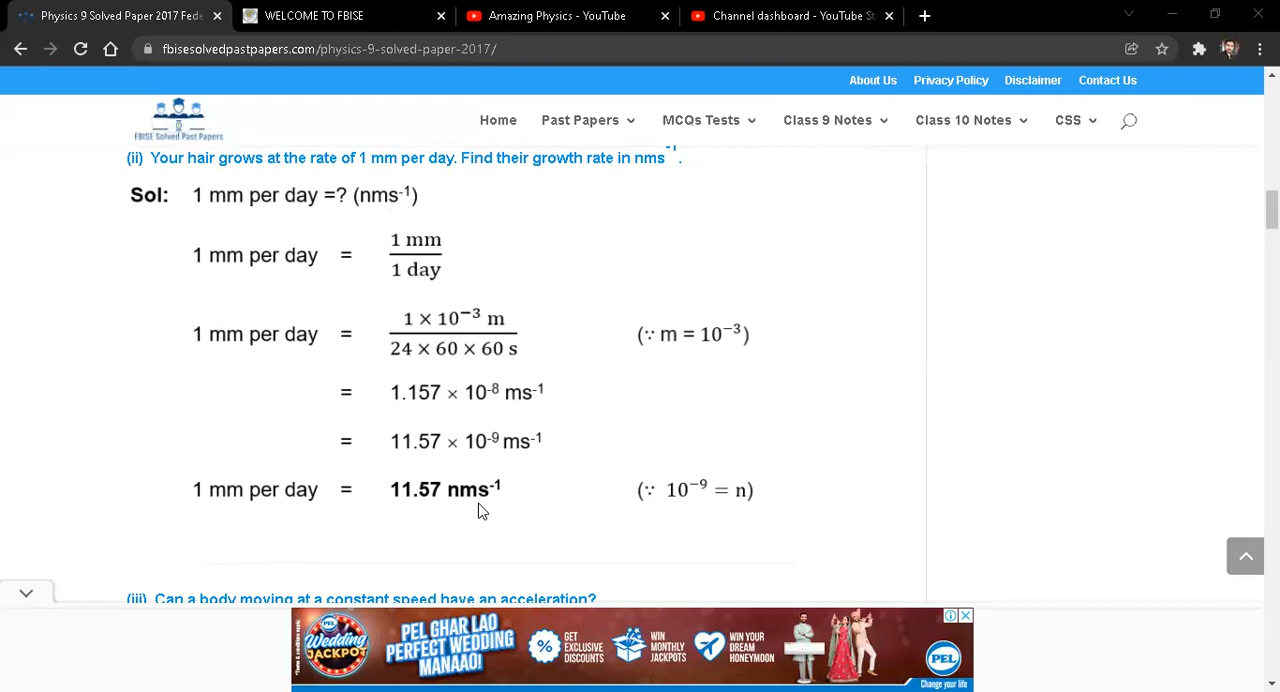 Physics 9 Solved Paper 2017 Fede
WELCOME TO FBISE
Amazing Physics - YouTube
Channel dashboard - YouTube St
fbisesolvedpastpapers.com/physics-9-solved-paper-2017/
About Us Privacy Policy Disclaimer Contact Us
FBISE Solved Past Papers
Home Past Papers MCQs Tests Class 9 Notes Class 10 Notes CSS
(ii) Your hair grows at the rate of 1 mm per day. Find their growth rate in nms⁻¹.
Sol: 1 mm per day =? (nms⁻¹)
1 mm per day = 1 mm / 1 day
1 mm per day = 1 × 10⁻³ m / 24 × 60 × 60 s (∵ m = 10⁻³)
= 1.157 × 10⁻⁸ ms⁻¹
= 11.57 × 10⁻⁹ ms⁻¹
1 mm per day = 11.57 nms⁻¹ (∵ 10⁻⁹ = n)
(iii) Can a body moving at a constant speed have an acceleration?
PEL
Wedding
JACKPOT
PEL GHAR LAO
PERFECT WEDDING
MANAAO!
% GET
EXCLUSIVE
DISCOUNTS
WIN
MONTHLY
JACKPOTS
WIN YOUR
DREAM
HONEYMOON
PEL
Change your life